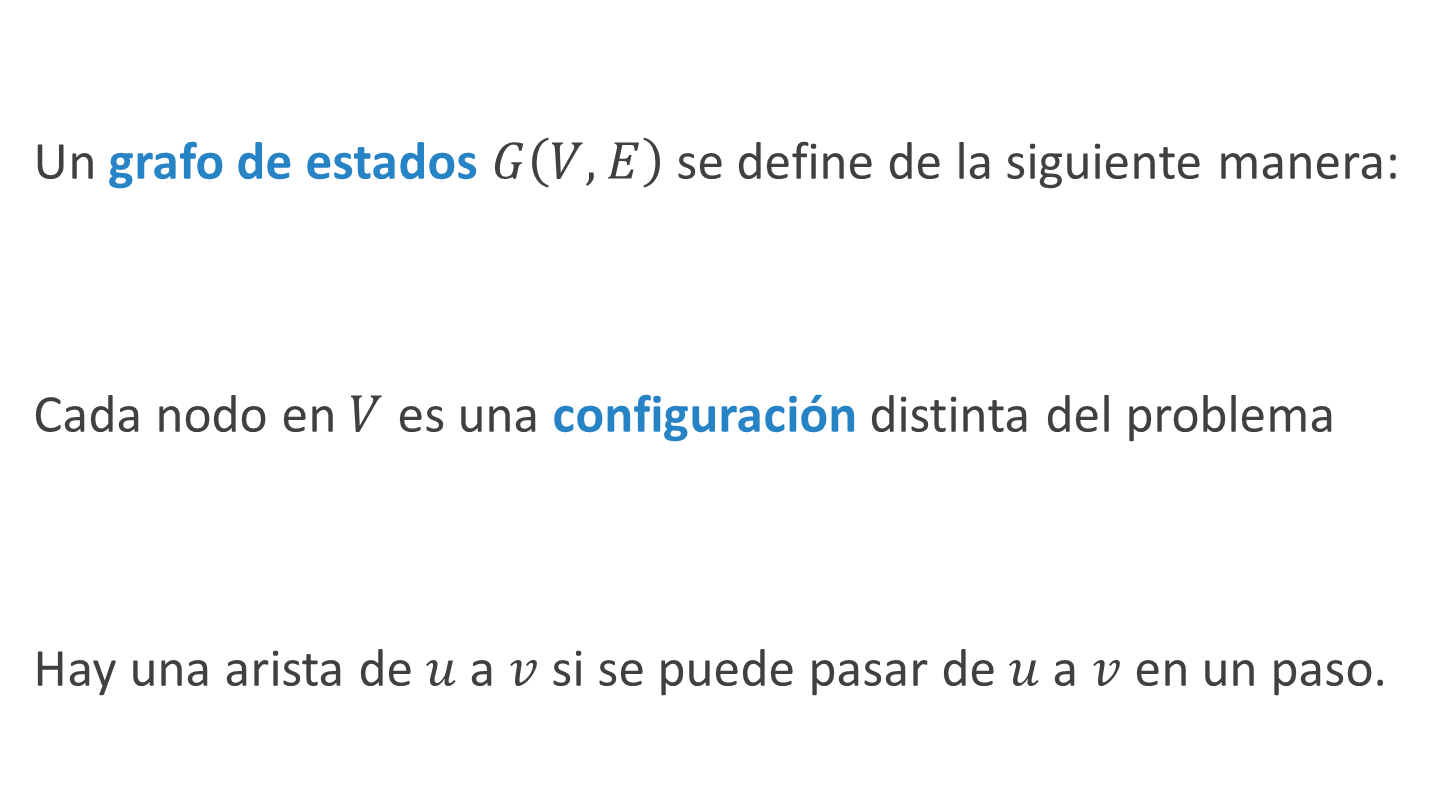 Un grafo de estados G(V, E) se define de la siguiente manera:
Cada nodo en V es una configuración distinta del problema
Hay una arista de u a v si se puede pasar de u a v en un paso.